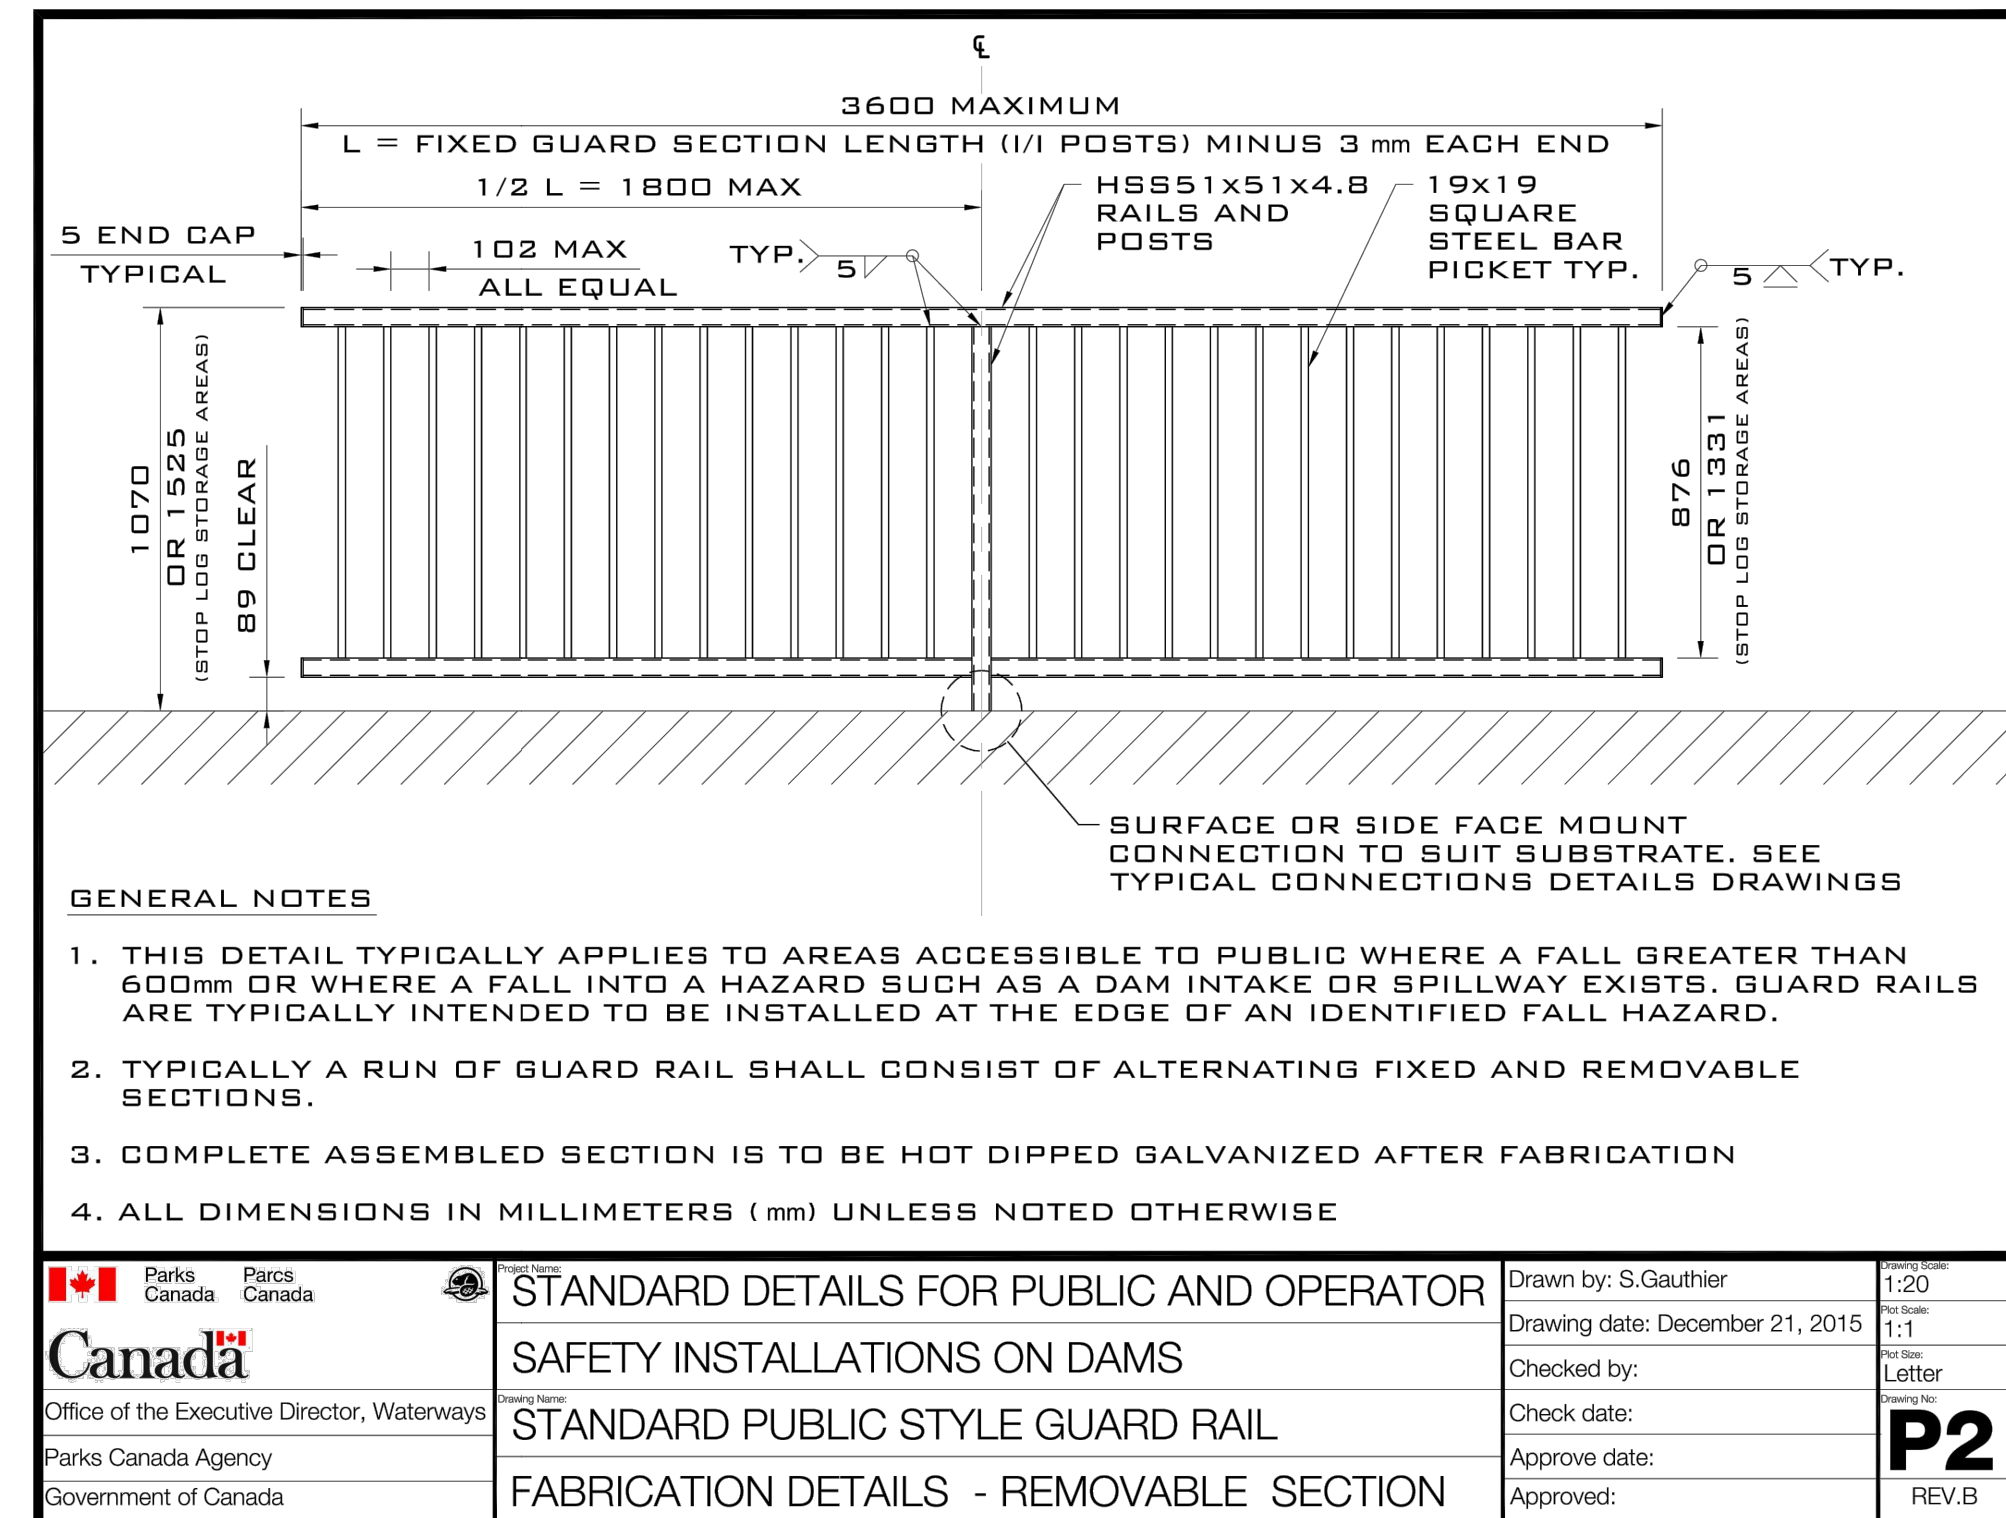 ℄
3600 MAXIMUM
L = FIXED GUARD SECTION LENGTH (I/I POSTS) MINUS 3 mm EACH END
1/2 L = 1800 MAX
HSS51x51x4.8
RAILS AND
POSTS
19x19
SQUARE
STEEL BAR
PICKET TYP.
5 END CAP
TYPICAL
102 MAX
ALL EQUAL
TYP.
5
5
TYP.
1070
OR 1525
(STOP LOG STORAGE AREAS)
89 CLEAR
876
OR 1331
(STOP LOG STORAGE AREAS)
SURFACE OR SIDE FACE MOUNT
CONNECTION TO SUIT SUBSTRATE. SEE
TYPICAL CONNECTIONS DETAILS DRAWINGS
GENERAL NOTES
1. THIS DETAIL TYPICALLY APPLIES TO AREAS ACCESSIBLE TO PUBLIC WHERE A FALL GREATER THAN
600mm OR WHERE A FALL INTO A HAZARD SUCH AS A DAM INTAKE OR SPILLWAY EXISTS. GUARD RAILS
ARE TYPICALLY INTENDED TO BE INSTALLED AT THE EDGE OF AN IDENTIFIED FALL HAZARD.
2. TYPICALLY A RUN OF GUARD RAIL SHALL CONSIST OF ALTERNATING FIXED AND REMOVABLE
SECTIONS.
3. COMPLETE ASSEMBLED SECTION IS TO BE HOT DIPPED GALVANIZED AFTER FABRICATION
4. ALL DIMENSIONS IN MILLIMETERS ( mm) UNLESS NOTED OTHERWISE
Parks Canada
Parcs Canada
Canada
Office of the Executive Director, Waterways
Parks Canada Agency
Government of Canada
Project Name:
STANDARD DETAILS FOR PUBLIC AND OPERATOR
SAFETY INSTALLATIONS ON DAMS
Drawing Name:
STANDARD PUBLIC STYLE GUARD RAIL
FABRICATION DETAILS - REMOVABLE SECTION
Drawn by: S.Gauthier
Drawing date: December 21, 2015
Checked by:
Check date:
Approve date:
Approved:
Drawing Scale:
1:20
Plot Scale:
1:1
Plot Size:
Letter
Drawing No:
P2
REV.B